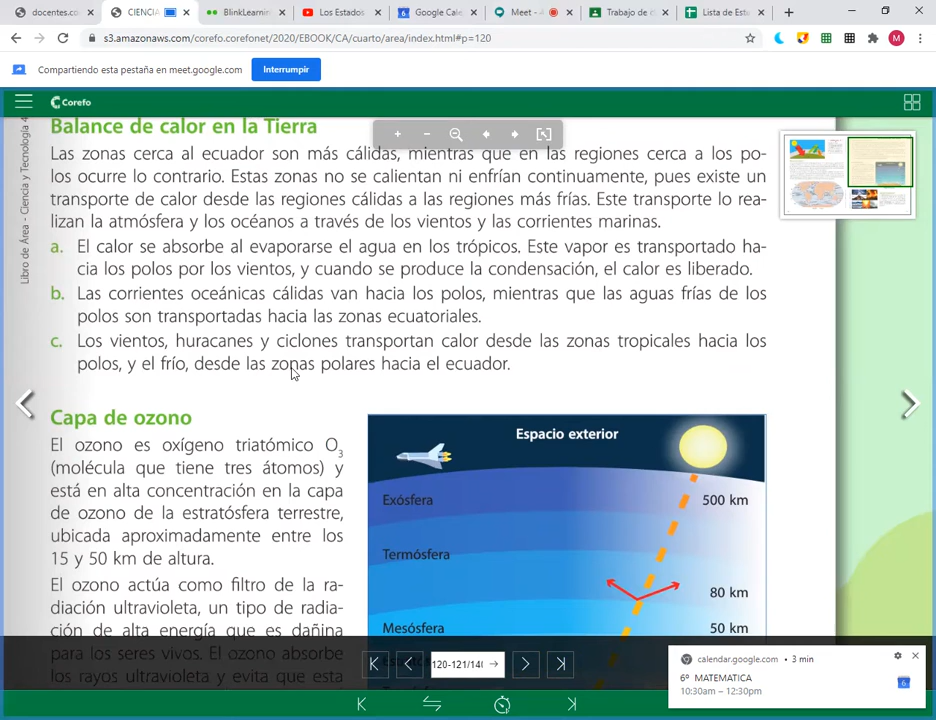 docentes.co
CIENCIA
BlinkLearnin
Los Estados
Google Cale
Meet - 
Trabajo de
Lista de Est
s3.amazonaws.com/corefo.corefonet/2020/EBOOK/CA/cuarto/area/index.html#p=120
M
Compartiendo esta pestaña en meet.google.com
Interrumpir
Corefo
Libro de Área - Ciencia y Tecnología 4
Balance de calor en la Tierra
Las zonas cerca al ecuador son más cálidas, mientras que en las regiones cerca a los po-
los ocurre lo contrario. Estas zonas no se calientan ni enfrían continuamente, pues existe un
transporte de calor desde las regiones cálidas a las regiones más frías. Este transporte lo rea-
lizan la atmósfera y los océanos a través de los vientos y las corrientes marinas.
a. El calor se absorbe al evaporarse el agua en los trópicos. Este vapor es transportado ha-
cia los polos por los vientos, y cuando se produce la condensación, el calor es liberado.
b. Las corrientes oceánicas cálidas van hacia los polos, mientras que las aguas frías de los
polos son transportadas hacia las zonas ecuatoriales.
c. Los vientos, huracanes y ciclones transportan calor desde las zonas tropicales hacia los
polos, y el frío, desde las zonas polares hacia el ecuador.
Capa de ozono
El ozono es oxígeno triatómico O3
(molécula que tiene tres átomos) y
está en alta concentración en la capa
de ozono de la estratósfera terrestre,
ubicada aproximadamente entre los
15 y 50 km de altura.
El ozono actúa como filtro de la ra-
diación ultravioleta, un tipo de radia-
ción de alta energía que es dañina
para los seres vivos. El ozono absorbe
los rayos ultravioleta y evita que esta
Espacio exterior
Exósfera
500 km
Termósfera
80 km
Mesósfera
50 km
120-121/140
calendar.google.com • 3 min
6º MATEMATICA
10:30am – 12:30pm
6